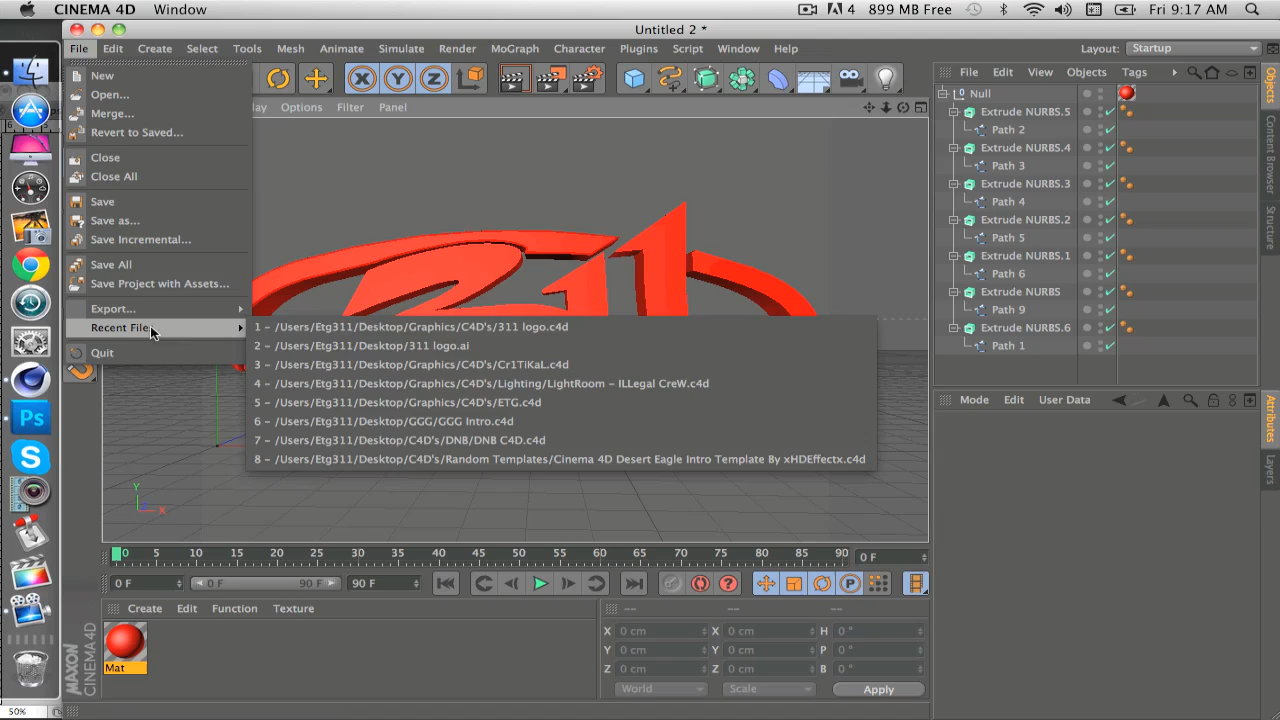 CINEMA 4D Window
4 899 MB Free Fri 9:17 AM
Untitled 2 *
File Edit Create Select Tools Mesh Animate Simulate Render MoGraph Character Plugins Script Window Help Layout: Startup
New
Open...
Merge...
Revert to Saved...
Close
Close All
Save
Save as...
Save Incremental...
Save All
Save Project with Assets...
Export...
Recent File
Quit
Options Filter Panel
1 – /Users/Etg311/Desktop/Graphics/C4D's/311 logo.c4d
2 – /Users/Etg311/Desktop/311 logo.ai
3 – /Users/Etg311/Desktop/Graphics/C4D's/Cr1TiKaL.c4d
4 – /Users/Etg311/Desktop/Graphics/C4D's/Lighting/LightRoom – ILLegal CreW.c4d
5 – /Users/Etg311/Desktop/Graphics/C4D's/ETG.c4d
6 – /Users/Etg311/Desktop/GGG/GGG Intro.c4d
7 – /Users/Etg311/Desktop/C4D's/DNB/DNB C4D.c4d
8 – /Users/Etg311/Desktop/C4D's/Random Templates/Cinema 4D Desert Eagle Intro Template By xHDEffectx.c4d
X Y Z
Y
Z
X
File Edit View Objects Tags
Null
Extrude NURBS.5
Path 2
Extrude NURBS.4
Path 3
Extrude NURBS.3
Path 4
Extrude NURBS.2
Path 5
Extrude NURBS.1
Path 6
Extrude NURBS
Path 9
Extrude NURBS.6
Path 1
Objects
Content Browser
Structure
Mode Edit User Data
Attributes
Layers
0 5 10 15 20 25 30 35 40 45 50 55 60 65 70 75 80 85 90 0 F
0 F 0 F 90 F 90 F
Create Edit Function Texture
Mat
MAXON
CINEMA 4D
-- -- --
X 0 cm X 0 cm H 0 °
Y 0 cm Y 0 cm P 0 °
Z 0 cm Z 0 cm B 0 °
World Scale Apply
Ps
50%